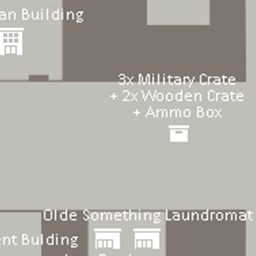 an Building
3x Military Crate
+ 2x Wooden Crate
+ Ammo Box
Olde Something Laundromat
ent Bulding